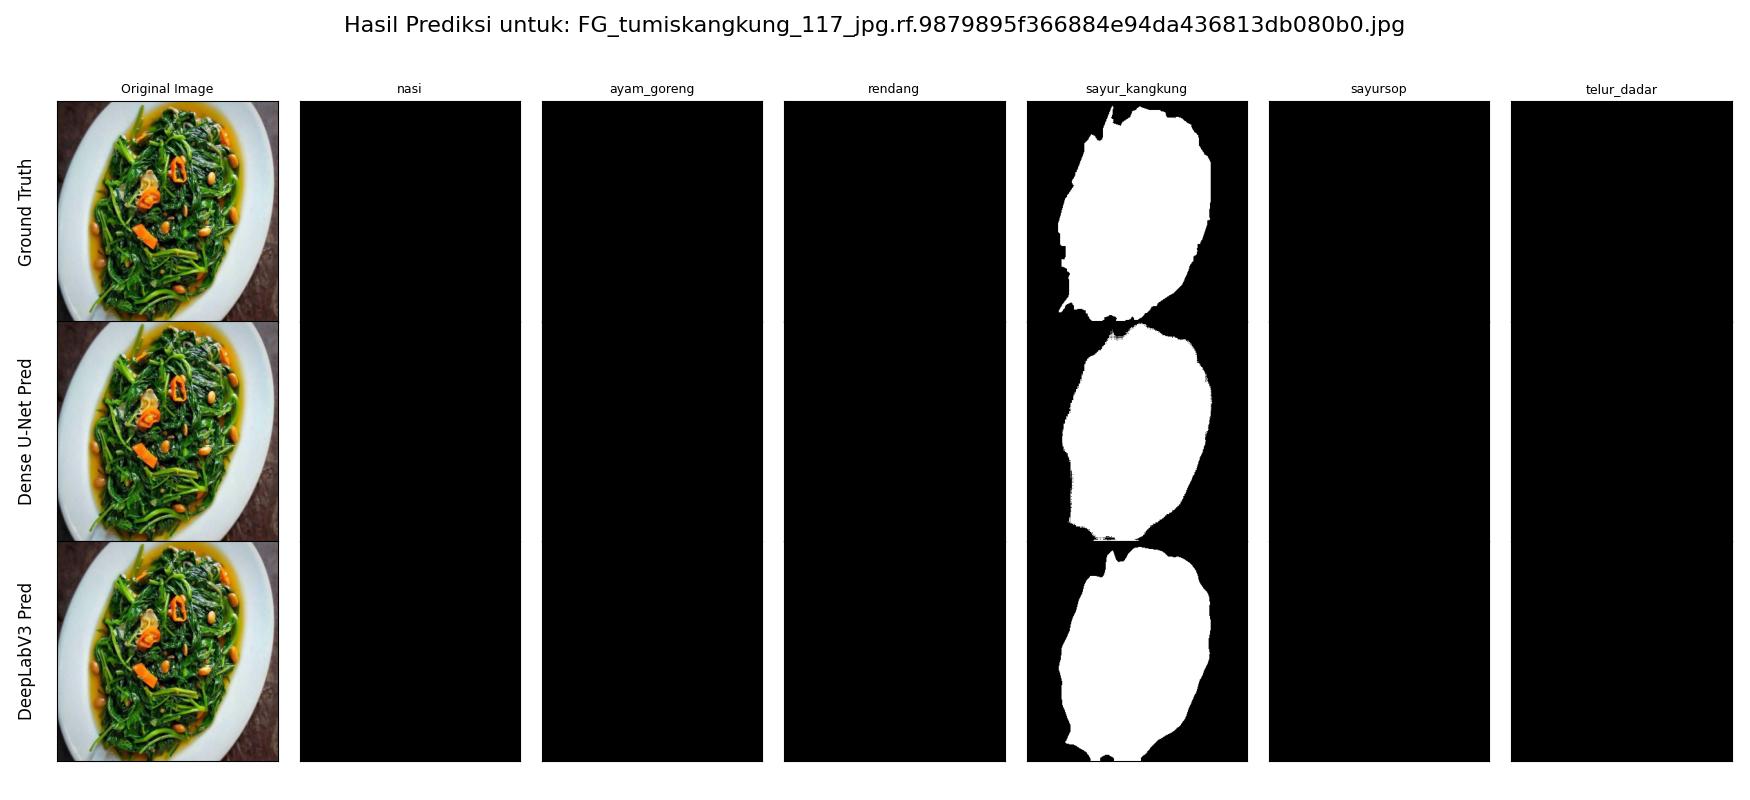 Hasil Prediksi untuk: FG_tumiskangkung_117_jpg.rf.9879895f366884e94da436813db080b0.jpg
Original Image
nasi
ayam_goreng
rendang
sayur_kangkung
sayursop
telur_dadar
Ground Truth
Dense U-Net Pred
DeepLabV3 Pred